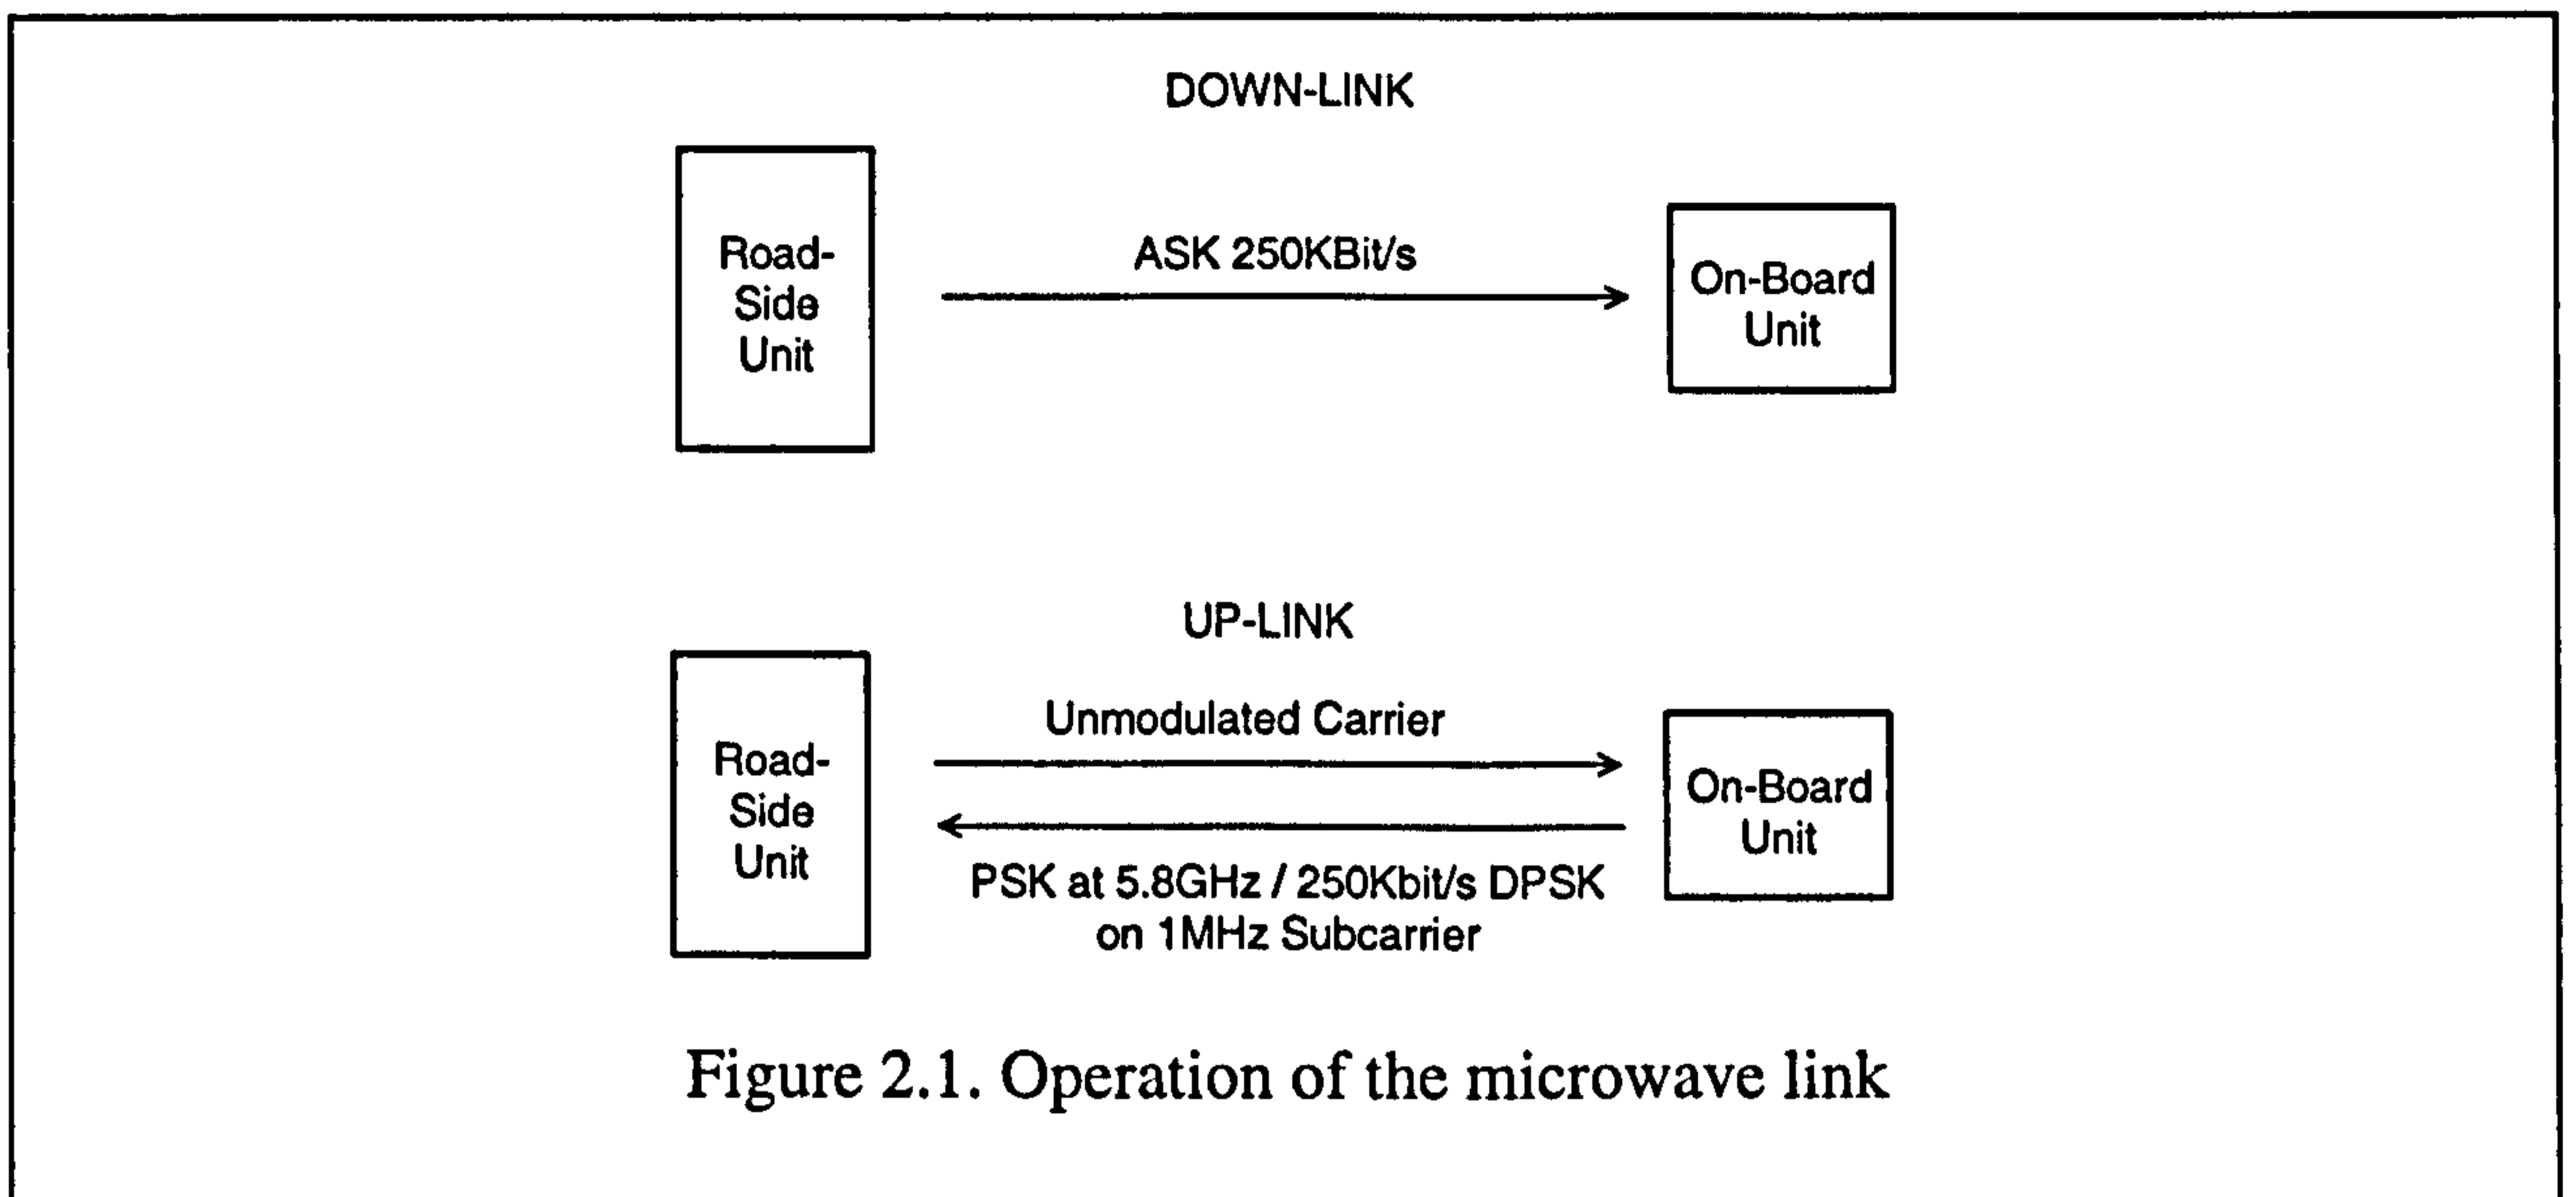 DOWN-LINK
Road-
Side
Unit
ASK 250KBit/s
On-Board
Unit
UP-LINK
Road-
Side
Unit
Unmodulated Carrier
PSK at 5.8GHz / 250Kbit/s DPSK
on 1MHz Subcarrier
On-Board
Unit
Figure 2.1. Operation of the microwave link